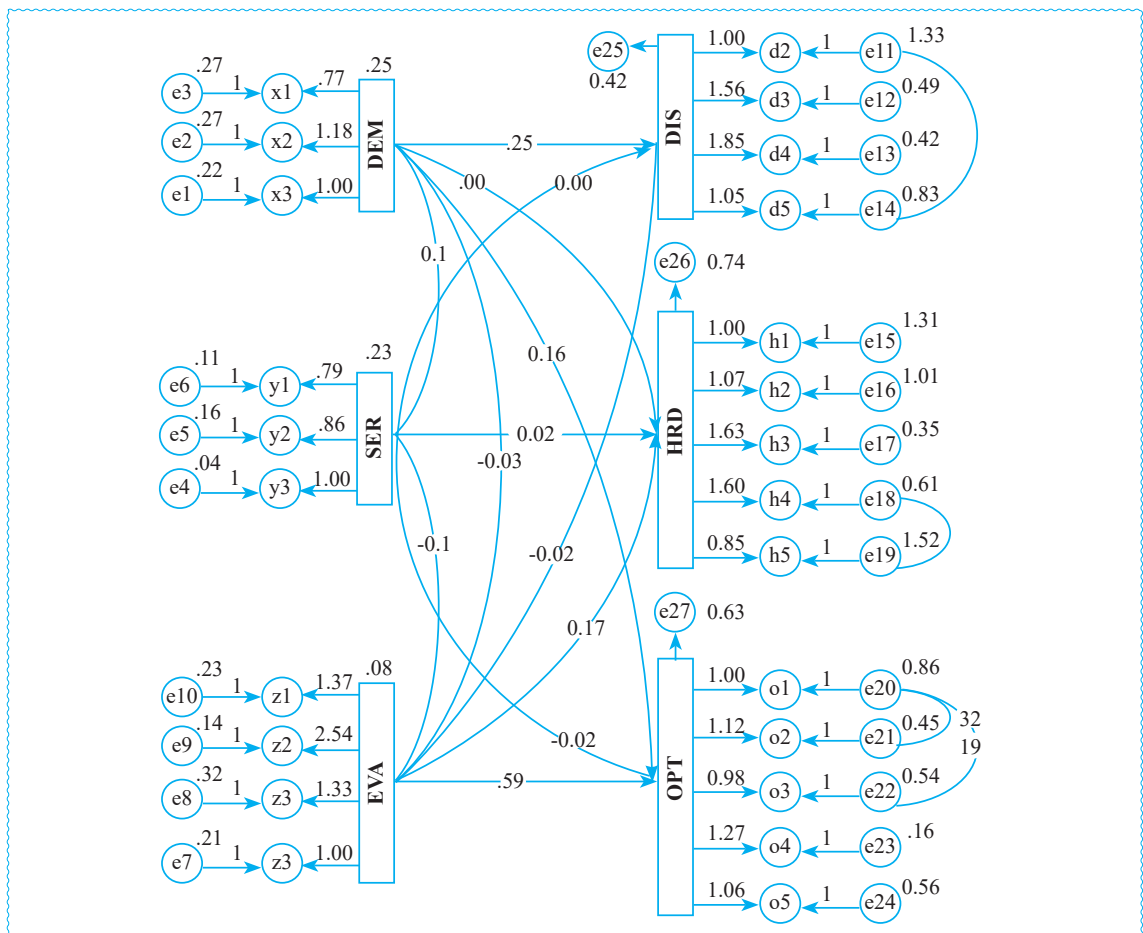 e25
0.42
DIS
1.00
d2
1
e11
1.33
1.56
d3
1
e12
0.49
1.85
d4
1
e13
0.42
1.05
d5
1
e14
0.83
e3
.27
1
x1
.77
.25
e2
.27
1
x2
1.18
DEM
e1
.22
1
x3
1.00
.25
.00
0.00
0.1
e26
0.74
HRD
1.00
h1
1
e15
1.31
1.07
h2
1
e16
1.01
1.63
h3
1
e17
0.35
1.60
h4
1
e18
0.61
0.85
h5
1
e19
1.52
0.16
e6
.11
1
y1
.79
.23
e5
.16
1
y2
.86
SER
e4
.04
1
y3
1.00
0.02
-0.03
-0.1
-0.02
0.17
e27
0.63
OPT
1.00
o1
1
e20
0.86
1.12
o2
1
e21
0.45
32
19
0.98
o3
1
e22
0.54
1.27
o4
1
e23
.16
1.06
o5
1
e24
0.56
e10
.23
1
z1
1.37
.08
e9
.14
1
z2
2.54
EVA
e8
.32
1
z3
1.33
e7
.21
1
z3
1.00
-0.02
.59